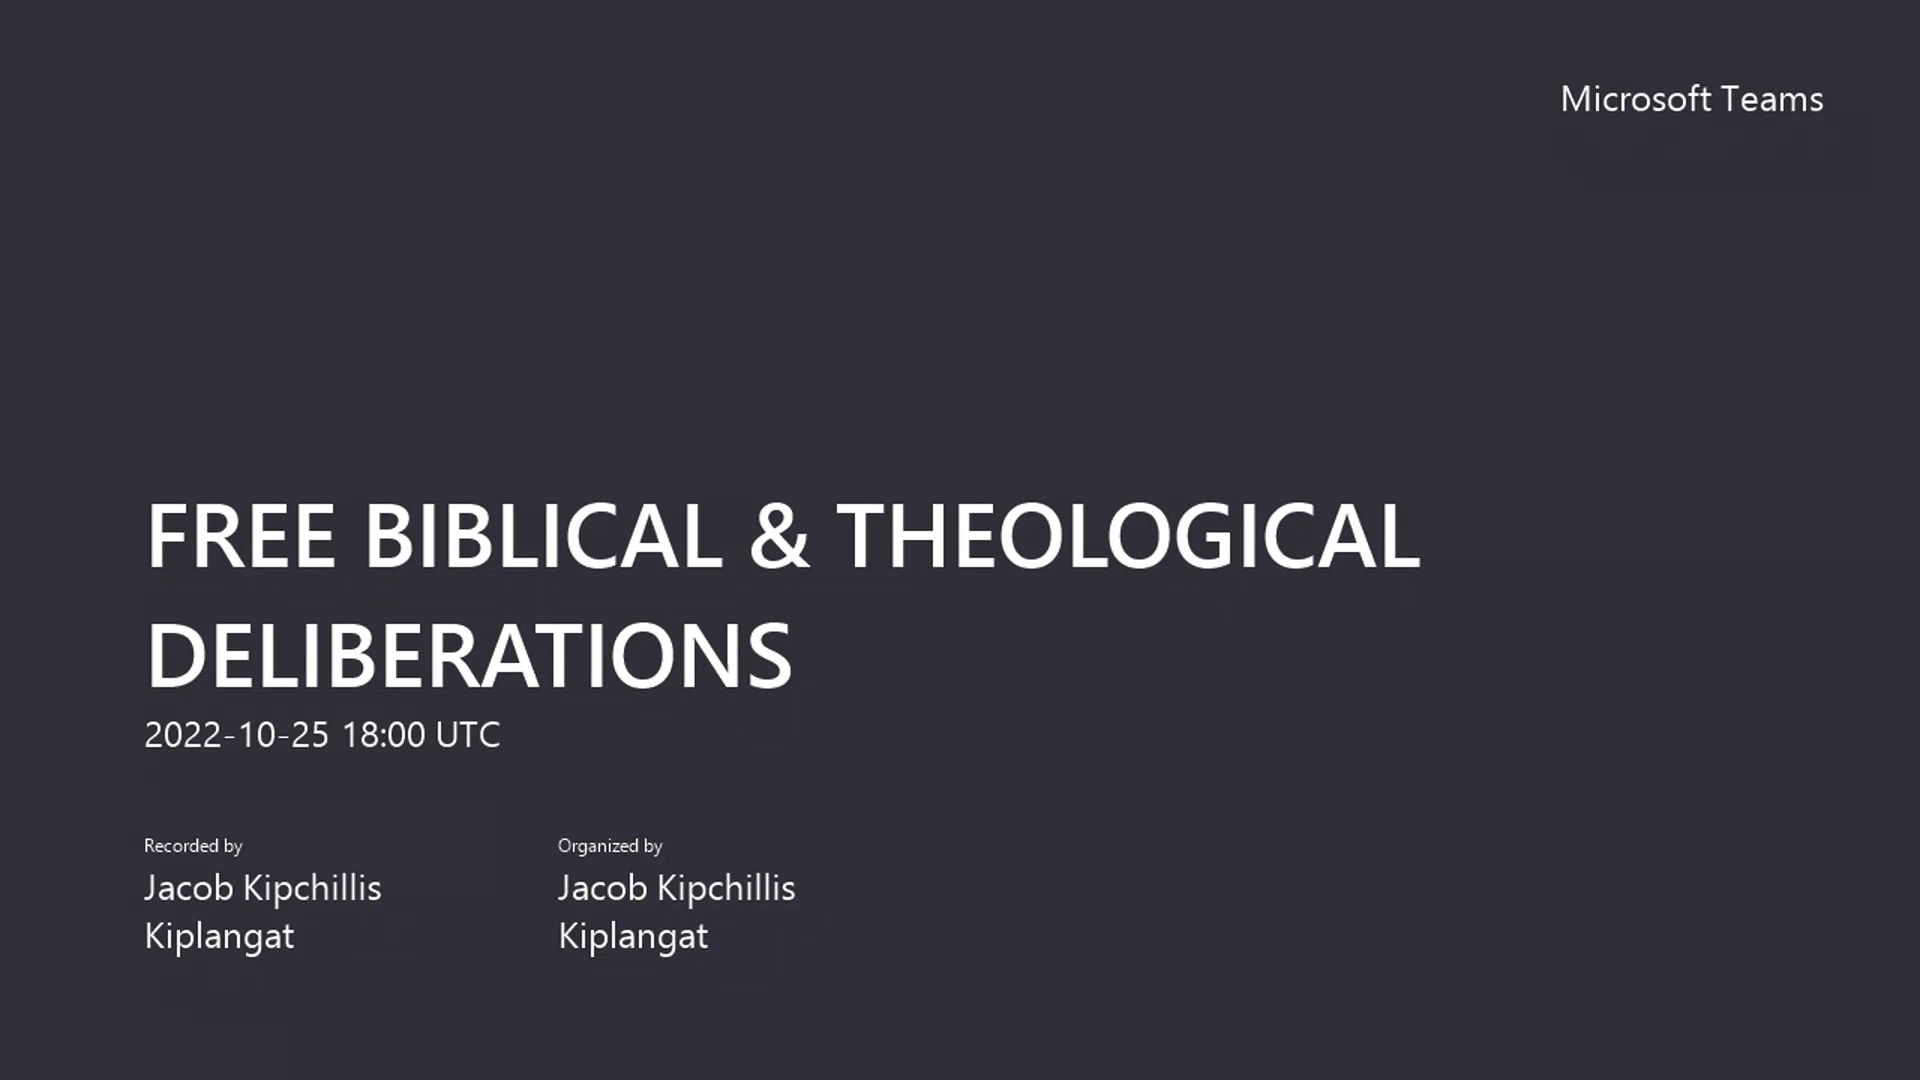 Microsoft Teams
FREE BIBLICAL & THEOLOGICAL
DELIBERATIONS
2022-10-25 18:00 UTC
Recorded by
Jacob Kipchillis
Kiplangat
Organized by
Jacob Kipchillis
Kiplangat